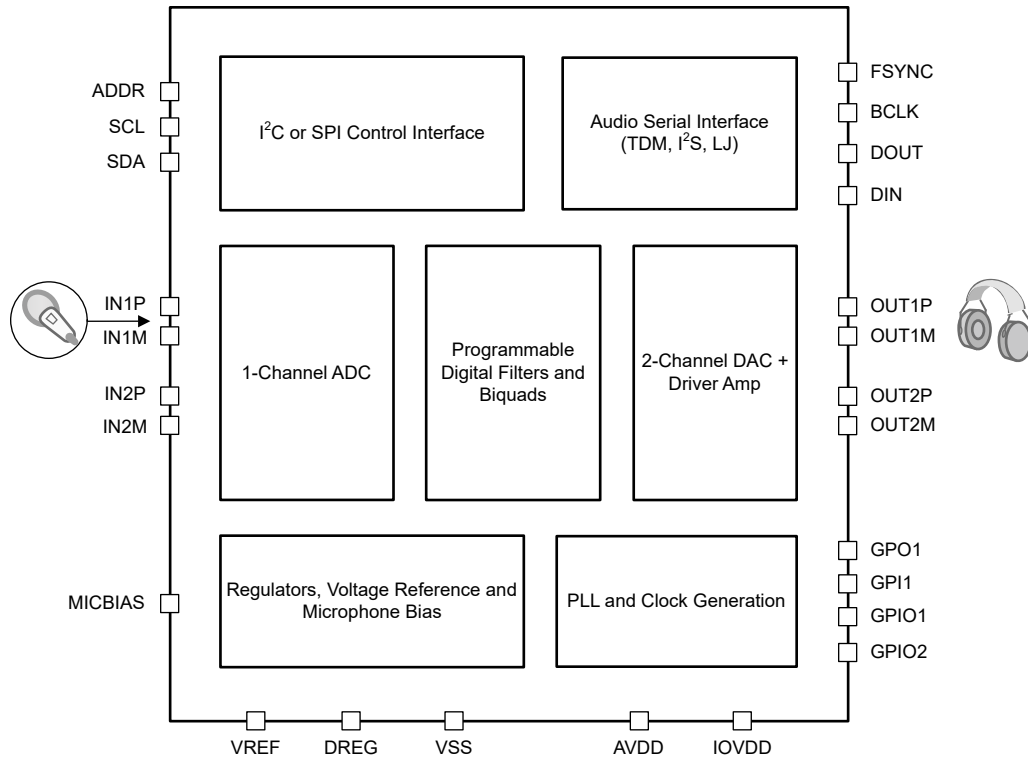 ADDR
SCL
SDA
I²C or SPI Control Interface
Audio Serial Interface
(TDM, I²S, LJ)
FSYNC
BCLK
DOUT
DIN
IN1P
IN1M
IN2P
IN2M
1-Channel ADC
Programmable
Digital Filters and
Biquads
2-Channel DAC +
Driver Amp
OUT1P
OUT1M
OUT2P
OUT2M
MICBIAS
Regulators, Voltage Reference and
Microphone Bias
PLL and Clock Generation
GPO1
GPI1
GPIO1
GPIO2
VREF
DREG
VSS
AVDD
IOVDD